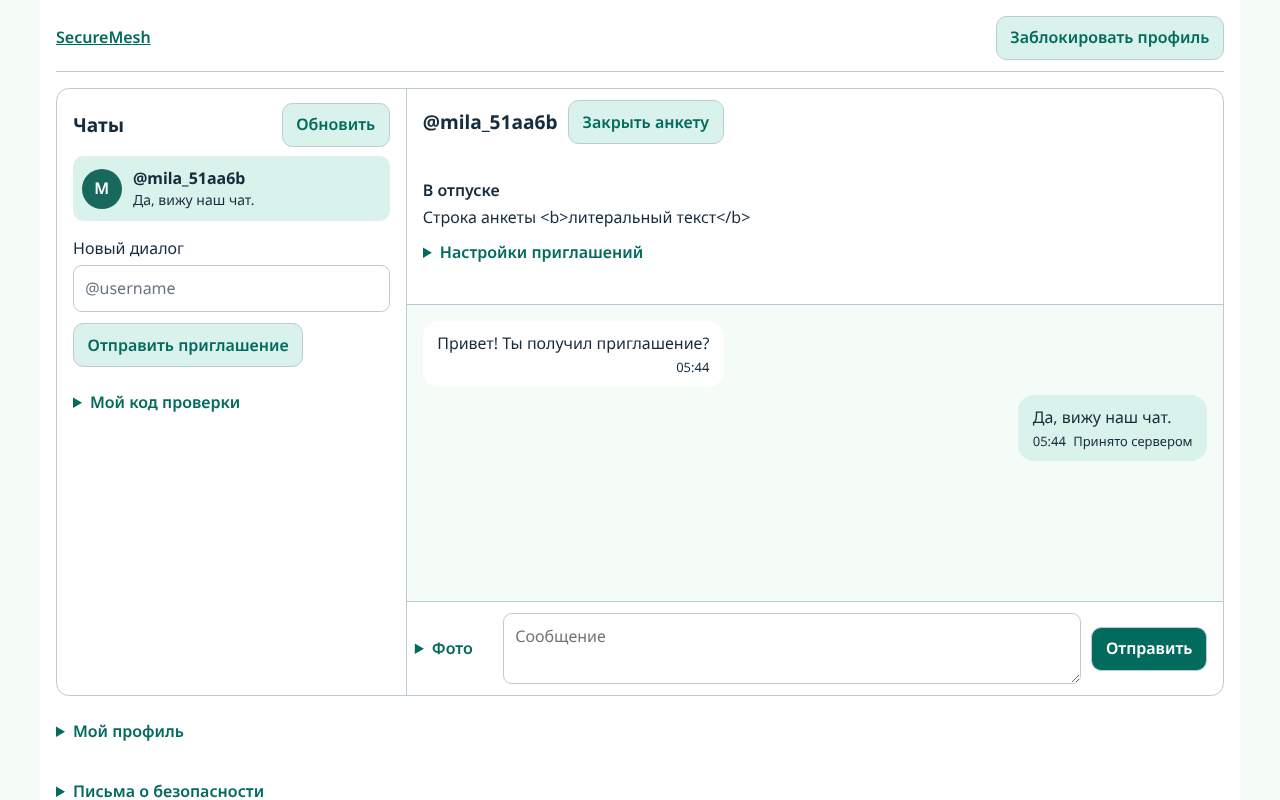 SecureMesh
Заблокировать профиль
Чаты
Обновить
M
@mila_51aa6b
Да, вижу наш чат.
Новый диалог
@username
Отправить приглашение
Мой код проверки
@mila_51aa6b
Закрыть анкету
В отпуске
Строка анкеты <b>литеральный текст</b>
Настройки приглашений
Привет! Ты получил приглашение?
05:44
Да, вижу наш чат.
05:44 Принято сервером
Фото
Сообщение
Отправить
Мой профиль
Письма о безопасности